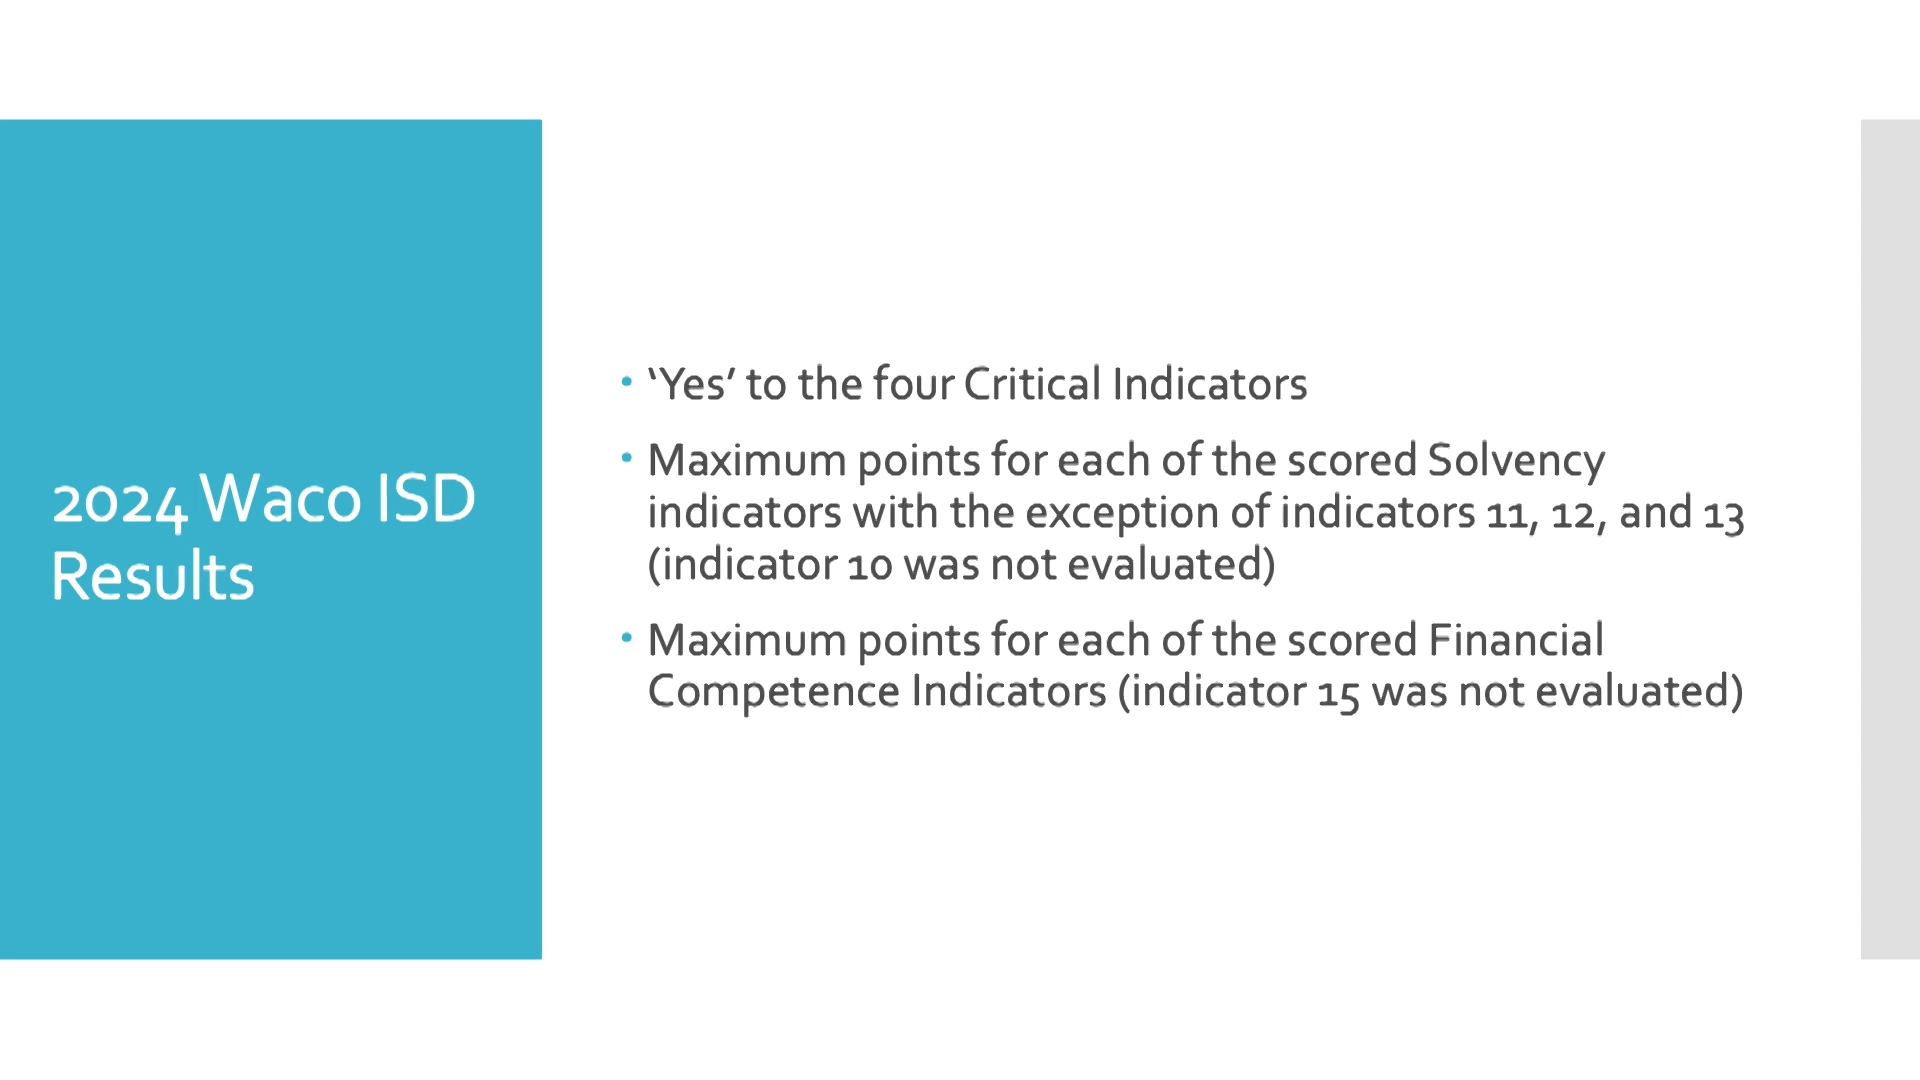 2024 Waco ISD
Results
• ‘Yes’ to the four Critical Indicators
• Maximum points for each of the scored Solvency
indicators with the exception of indicators 11, 12, and 13
(indicator 10 was not evaluated)
• Maximum points for each of the scored Financial
Competence Indicators (indicator 15 was not evaluated)